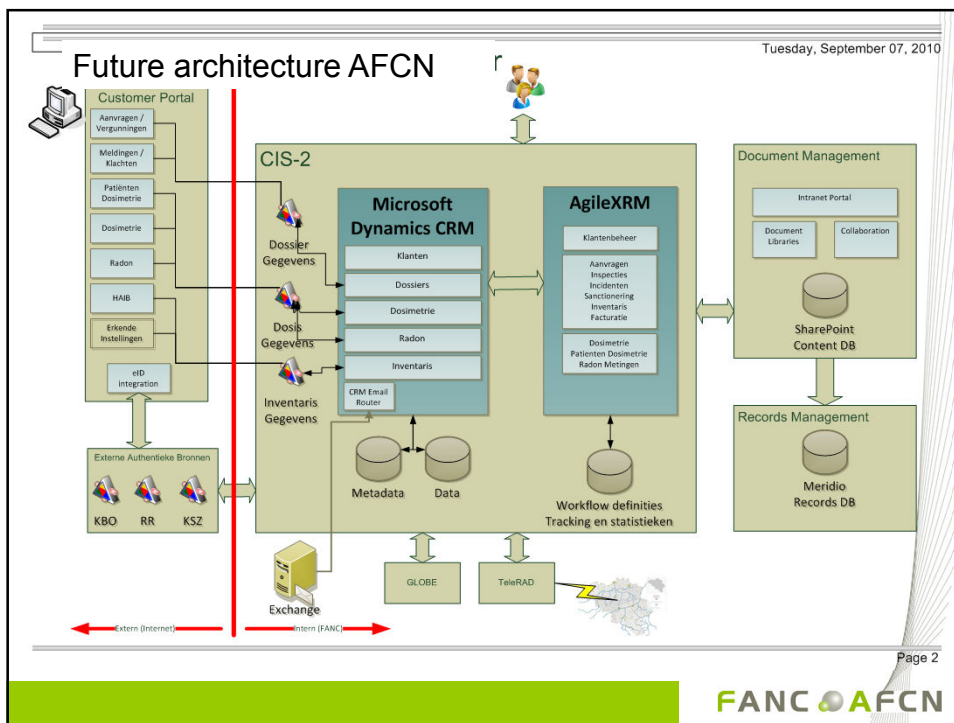 Tuesday, September 07, 2010
Future architecture AFCN
r
Customer Portal
Aanvragen /
Vergunningen
Meldingen /
Klachten
Patiënten
Dosimetrie
Dosimetrie
Radon
HAIB
Erkende
Instellingen
eID
integration
Externe Authentieke Bronnen
KBO
RR
KSZ
CIS-2
Dossier
Gegevens
Dosis
Gegevens
Inventaris
Gegevens
Microsoft
Dynamics CRM
Klanten
Dossiers
Dosimetrie
Radon
Inventaris
CRM Email
Router
Metadata
Data
AgileXRM
Klantenbeheer
Aanvragen
Inspecties
Incidenten
Sanctionering
Inventaris
Facturatie
Dosimetrie
Patienten Dosimetrie
Radon Metingen
Workflow definities
Tracking en statistieken
Document Management
Intranet Portal
Document
Libraries
Collaboration
SharePoint
Content DB
Records Management
Meridio
Records DB
Exchange
GLOBE
TeleRAD
Extern (Internet)
Intern (FANC)
Page 2
FANC AFCN